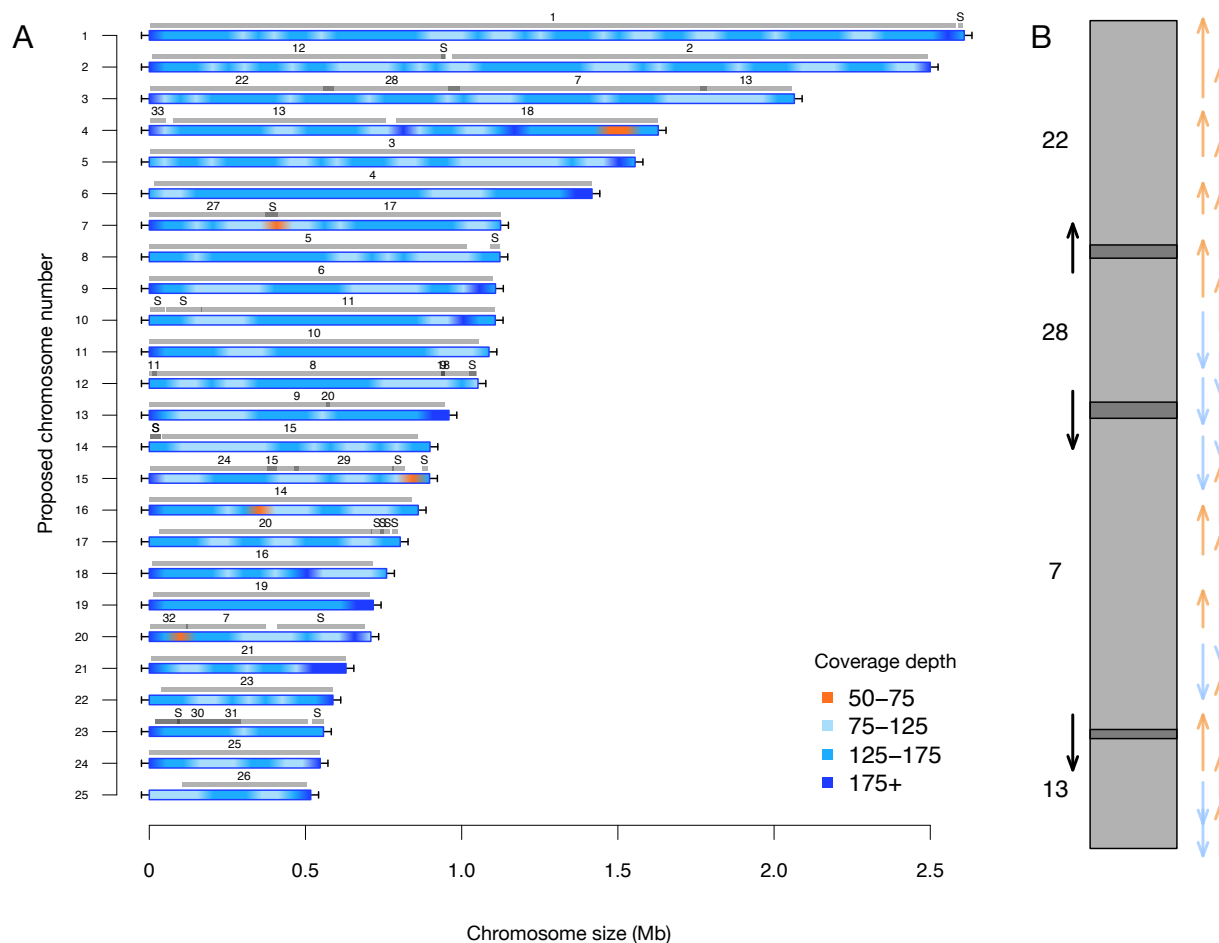 A
B
1 S
1
12 S 2
2
22 28 7 13
3
33 13 18
4
3
5
4
6
27 S 17
7
5 S
8
6
9
S S 11
10
10
11
11 8 9 18 S
12
9 20
13
S 15
14
24 15 29 S S
15
14
16
20 S S S S
17
16
18
19
19
32 7 S
20
21
21
23
22
S 30 31 S
23
25
24
26
25
Proposed chromosome number
0 0.5 1.0 1.5 2.0 2.5
Chromosome size (Mb)
Coverage depth
50–75
75–125
125–175
175+
22
28
7
13